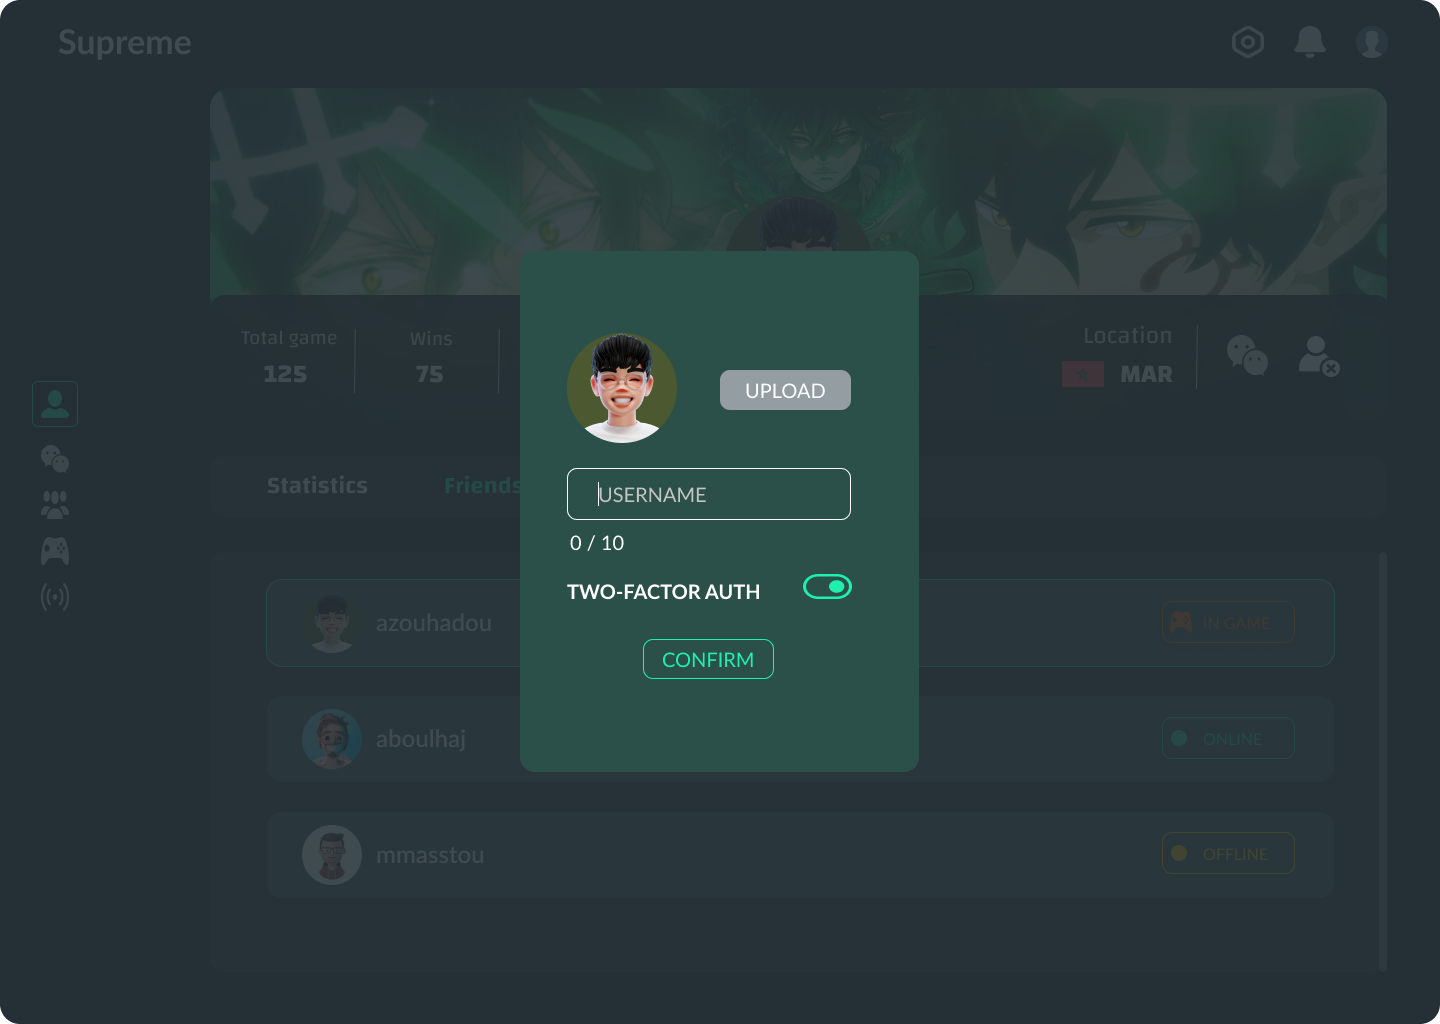 Supreme
Total game
125
Wins
75
Location
MAR
Statistics
Friends
UPLOAD
USERNAME
0 / 10
TWO-FACTOR AUTH
CONFIRM
azouhadou
IN GAME
aboulhaj
ONLINE
mmasstou
OFFLINE